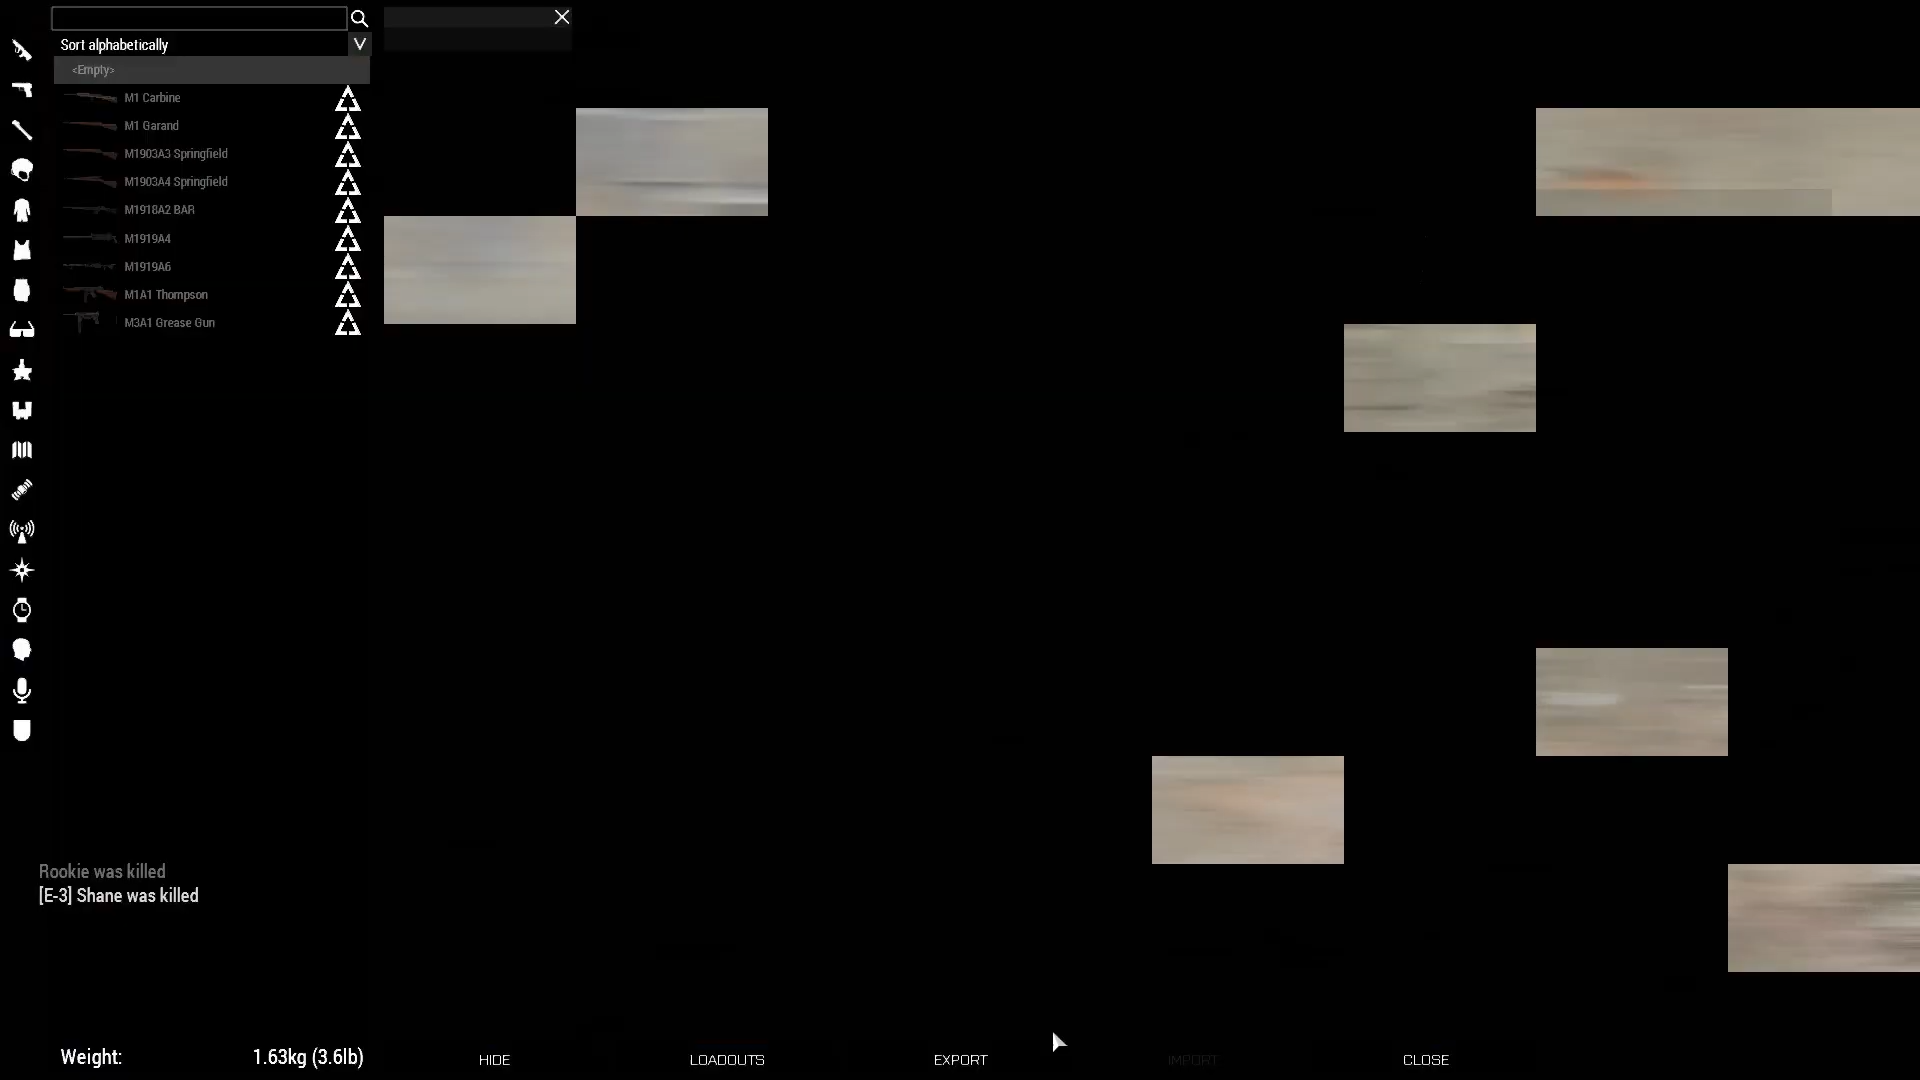 Sort alphabetically
V
<Empty>
M1 Carbine
M1 Garand
M1903A3 Springfield
M1903A4 Springfield
M1918A2 BAR
M1919A4
M1919A6
M1A1 Thompson
M3A1 Grease Gun
Rookie was killed
[E-3] Shane was killed
Weight: 1.63kg (3.6lb)
HIDE LOADOUTS EXPORT IMPORT CLOSE